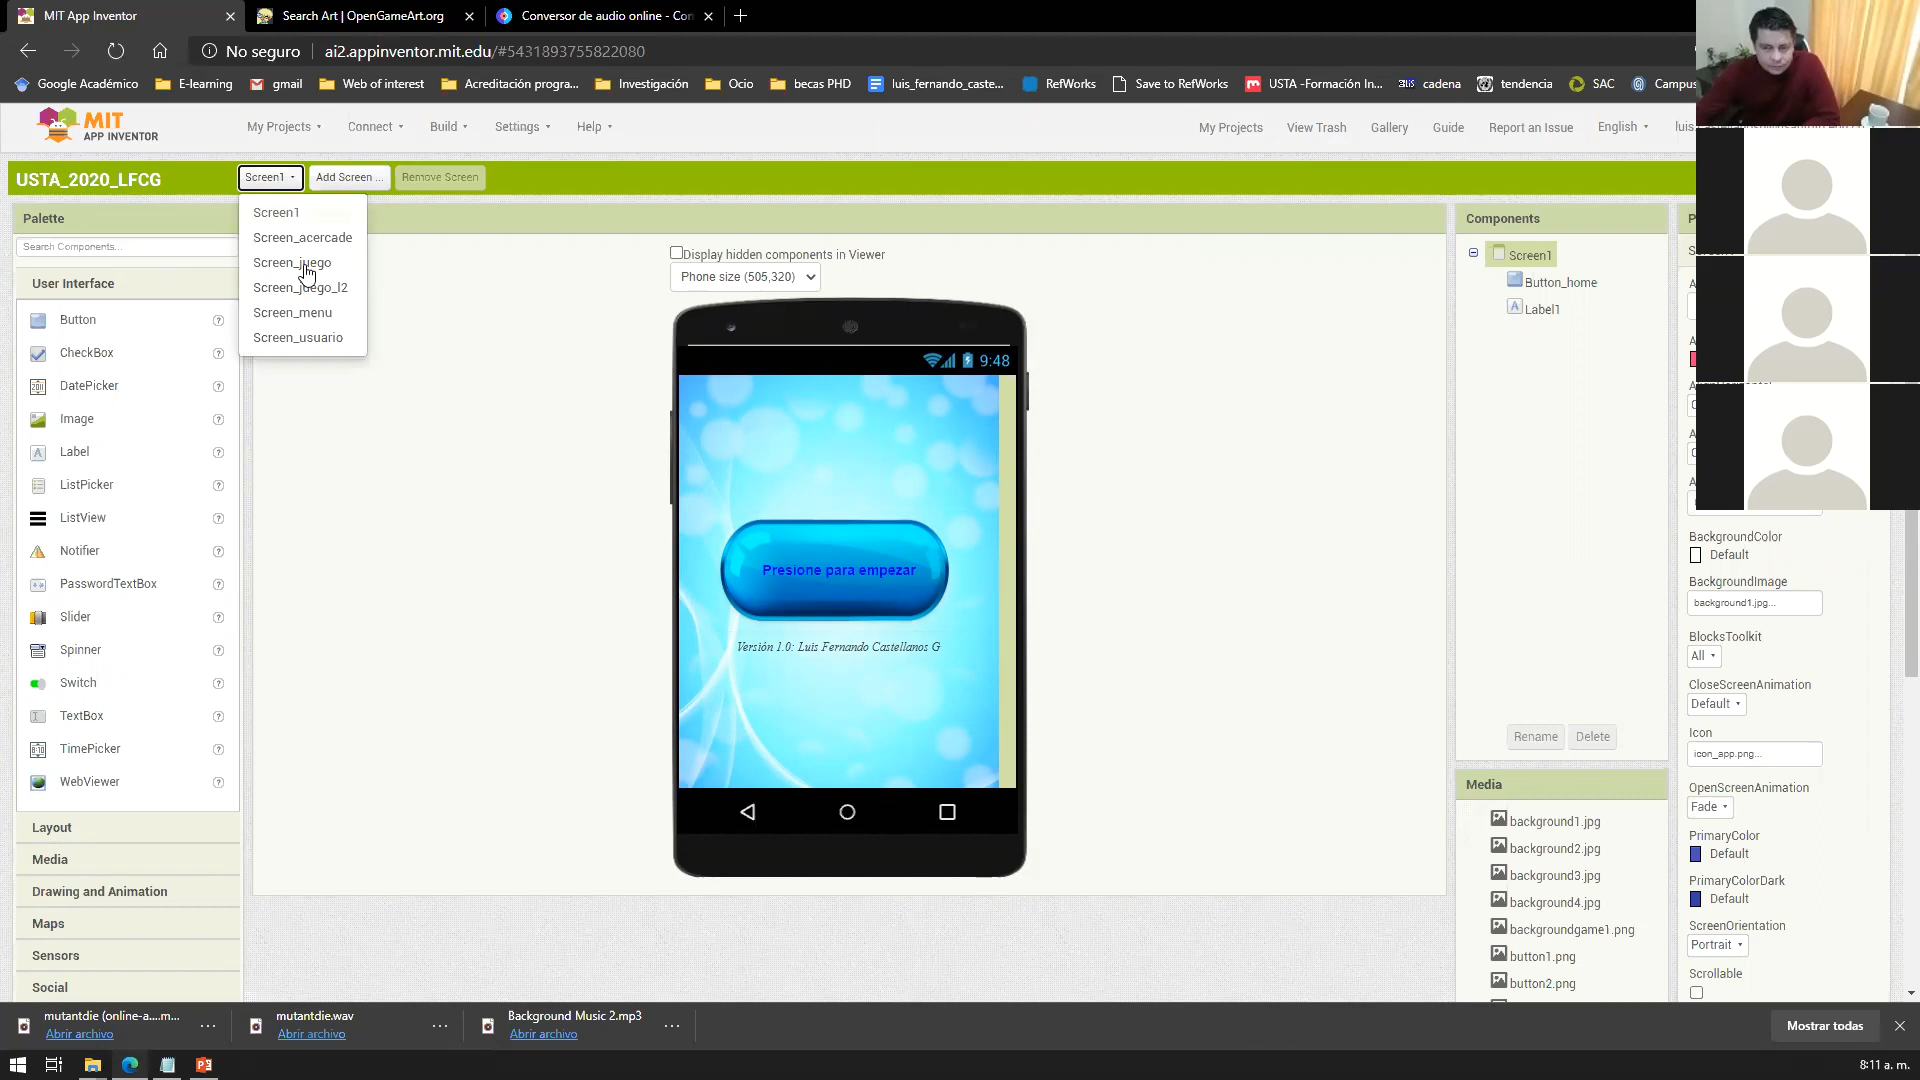 MIT App Inventor
Search Art | OpenGameArt.org
Conversor de audio online - Con
No seguro
ai2.appinventor.mit.edu/#5431893755822080
Google Académico
E-learning
gmail
Web of interest
Acreditación progra...
Investigación
Ocio
becas PHD
luis_fernando_caste...
RefWorks
Save to RefWorks
USTA -Formación In...
cadena
tendencia
SAC
Campus
MIT
APP INVENTOR
My Projects
Connect
Build
Settings
Help
My Projects
View Trash
Gallery
Guide
Report an Issue
English
USTA_2020_LFCG
Screen1
Add Screen ...
Remove Screen
Screen1
Screen_acercade
Screen_juego
Screen_juego_l2
Screen_menu
Screen_usuario
Palette
Search Components...
User Interface
Button
CheckBox
DatePicker
Image
Label
ListPicker
ListView
Notifier
PasswordTextBox
Slider
Spinner
Switch
TextBox
TimePicker
WebViewer
Layout
Media
Drawing and Animation
Maps
Sensors
Social
Display hidden components in Viewer
Phone size (505,320)
9:48
Presione para empezar
Versión 1.0: Luis Fernando Castellanos G
Components
Screen1
Button_home
Label1
Rename
Delete
Media
background1.jpg
background2.jpg
background3.jpg
background4.jpg
backgroundgame1.png
button1.png
button2.png
BackgroundColor
Default
BackgroundImage
background1.jpg...
BlocksToolkit
All
CloseScreenAnimation
Default
Icon
icon_app.png...
OpenScreenAnimation
Fade
PrimaryColor
Default
PrimaryColorDark
Default
ScreenOrientation
Portrait
Scrollable
mutantdie (online-a....m...
Abrir archivo
mutantdie.wav
Abrir archivo
Background Music 2.mp3
Abrir archivo
Mostrar todas
8:11 a. m.